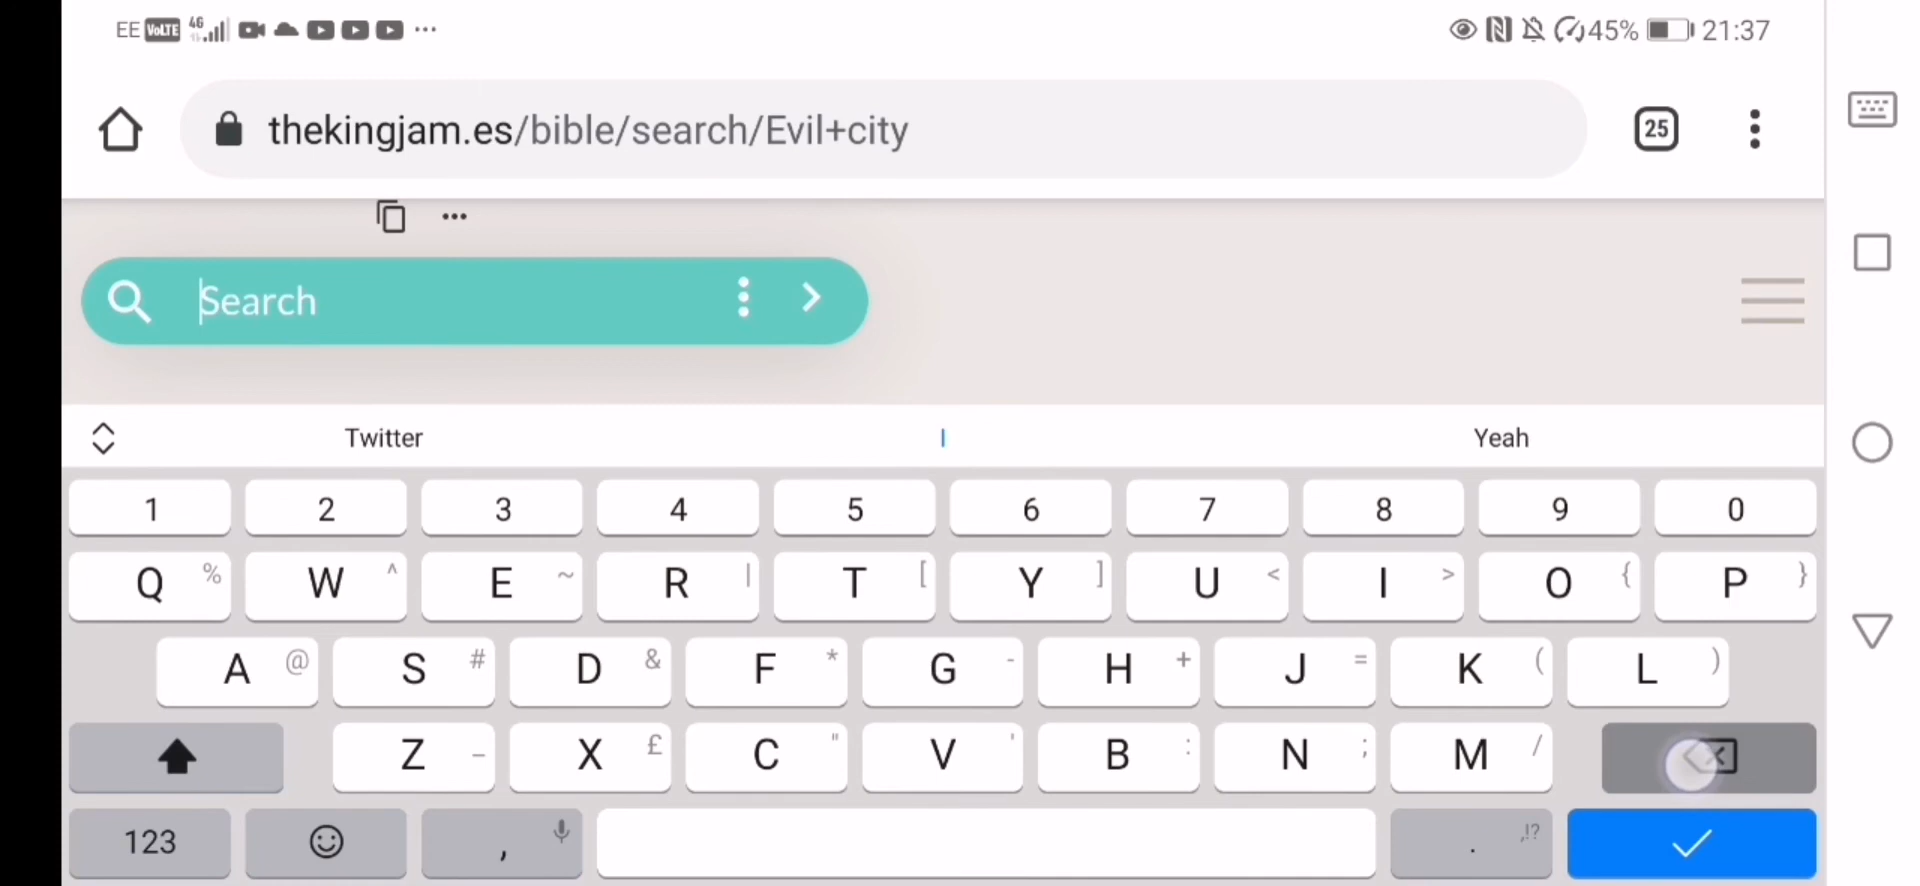 EE VoLTE 4G 45% 21:37
thekingjam.es/bible/search/Evil+city 25
Search
Twitter I Yeah
1 2 3 4 5 6 7 8 9 0
Q % W ^ E ~ R | T [ Y ] U < I > O { P }
A @ S # D & F * G - H + J = K ( L )
Z _ X £ C " V ' B : N ; M /
123 , . ,!?